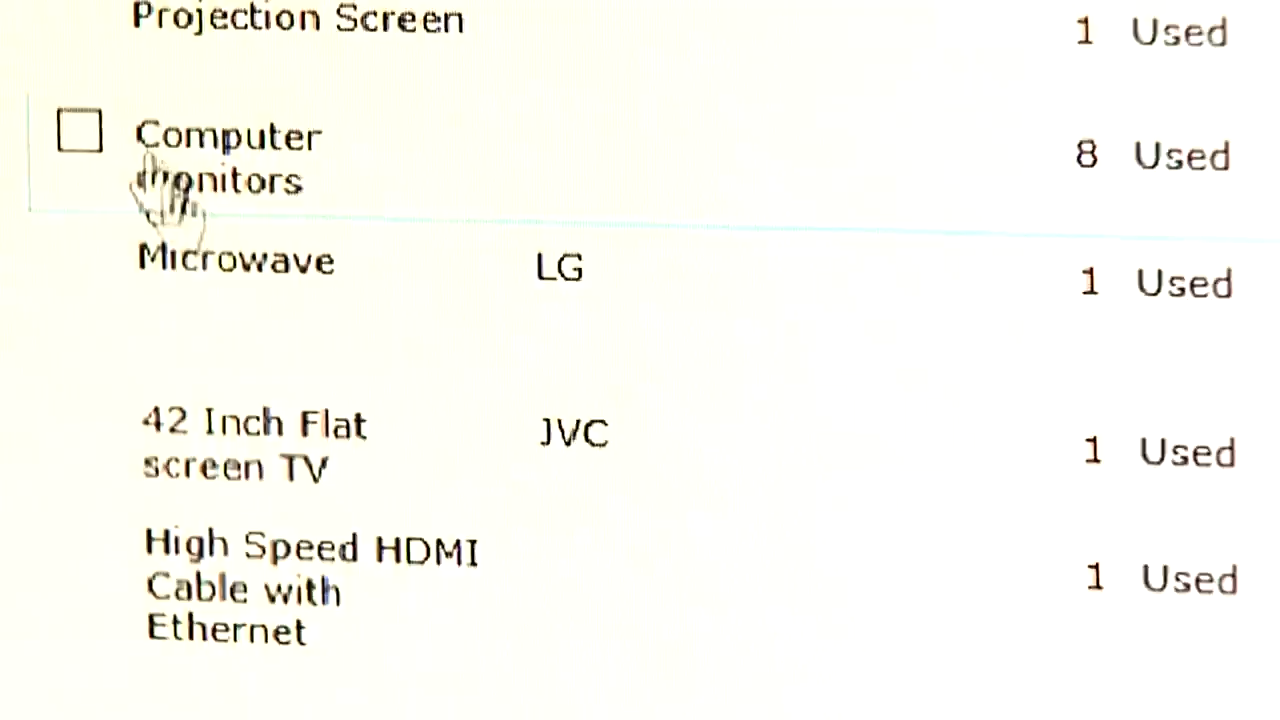 Projection Screen 1 Used
Computer 8 Used
monitors
Microwave LG 1 Used
42 Inch Flat JVC 1 Used
screen TV
High Speed HDMI
Cable with 1 Used
Ethernet